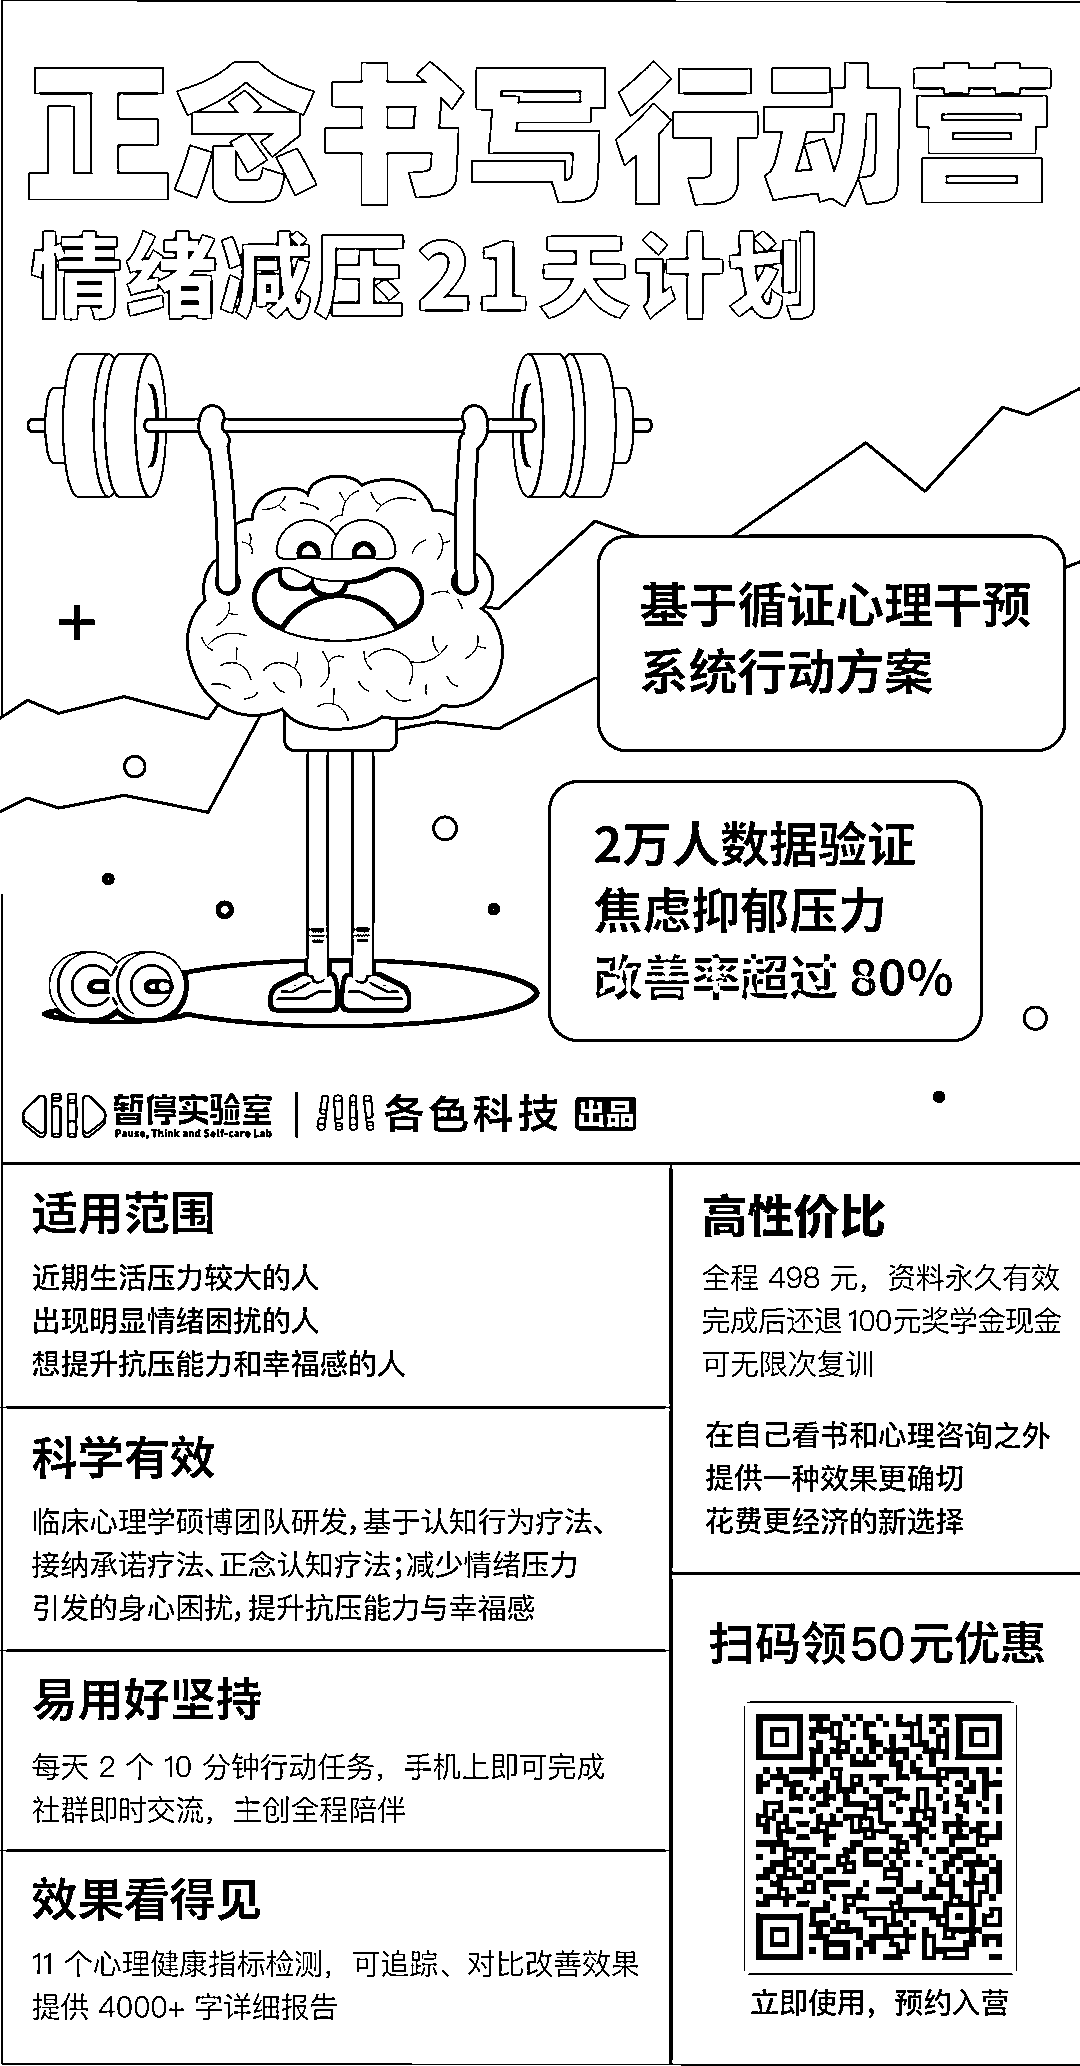 正念书写行动营
情绪减压21天计划
基于循证心理干预
系统行动方案
2万人数据验证
焦虑抑郁压力
改善率超过 80%
暂停实验室
Pause, Think and Self-care Lab
各色科技 出品
适用范围
近期生活压力较大的人
出现明显情绪困扰的人
想提升抗压能力和幸福感的人
科学有效
临床心理学硕博团队研发，基于认知行为疗法、
接纳承诺疗法、正念认知疗法；减少情绪压力
引发的身心困扰，提升抗压能力与幸福感
易用好坚持
每天 2 个 10 分钟行动任务，手机上即可完成
社群即时交流，主创全程陪伴
效果看得见
11 个心理健康指标检测，可追踪、对比改善效果
提供 4000+ 字详细报告
高性价比
全程 498 元，资料永久有效
完成后还退100元奖学金现金
可无限次复训
在自己看书和心理咨询之外
提供一种效果更确切
花费更经济的新选择
扫码领50元优惠
立即使用，预约入营